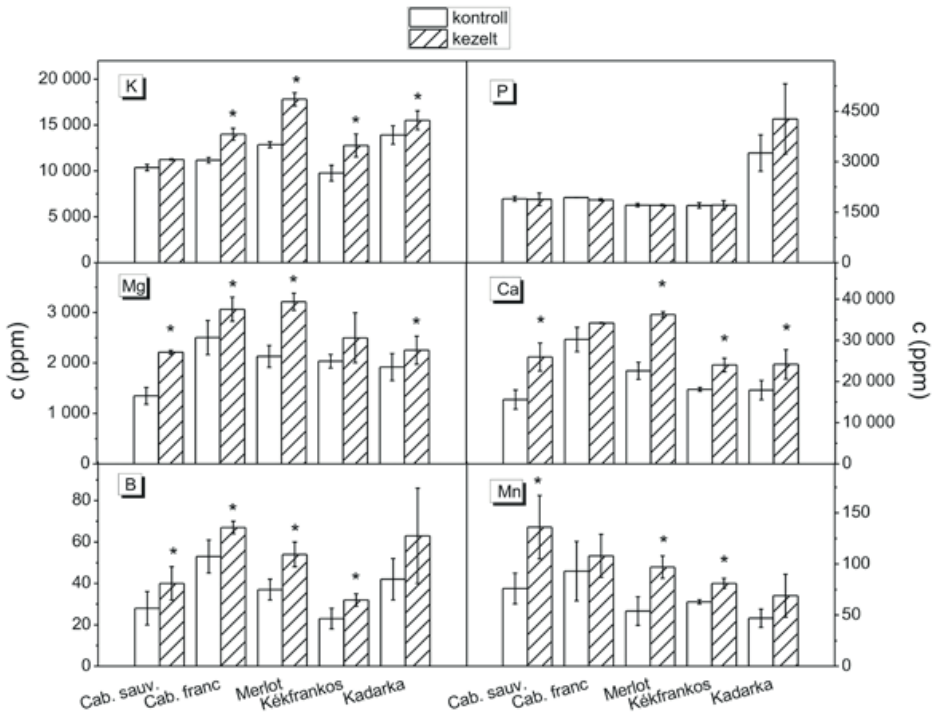 kontroll
kezelt
K
P
20 000
15 000
10 000
5 000
0
4500
3000
1500
0
Mg
Ca
3 000
2 000
1 000
0
40 000
30 000
20 000
10 000
0
c (ppm)
c (ppm)
B
Mn
80
60
40
20
0
150
100
50
0
Cab. sauv.
Cab. franc
Merlot
Kékfrankos
Kadarka
Cab. sauv.
Cab. franc
Merlot
Kékfrankos
Kadarka